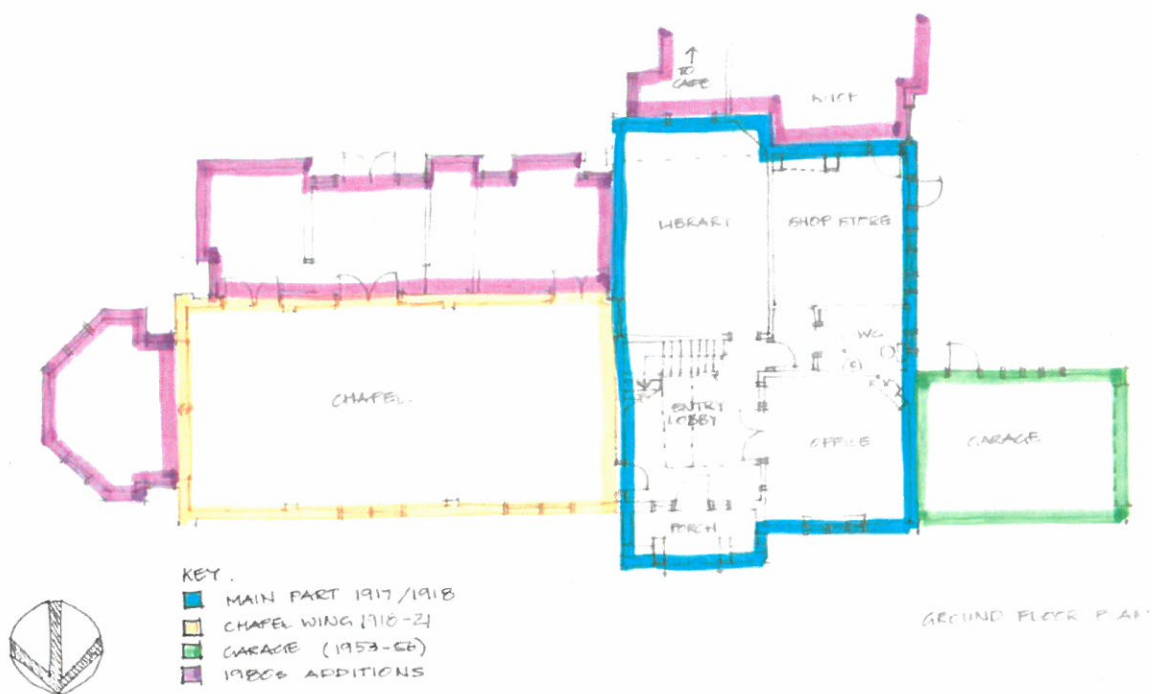 ↑
TO
CAFE
LIBRARY
SHOP STORE
WC
CHAPEL
ENTRY
LOBBY
OFFICE
GARAGE
PORCH
KEY.
MAIN PART 1917/1918
CHAPEL WING 1918-21
GARAGE (1953-56)
1980s ADDITIONS
GROUND FLOOR PLAN